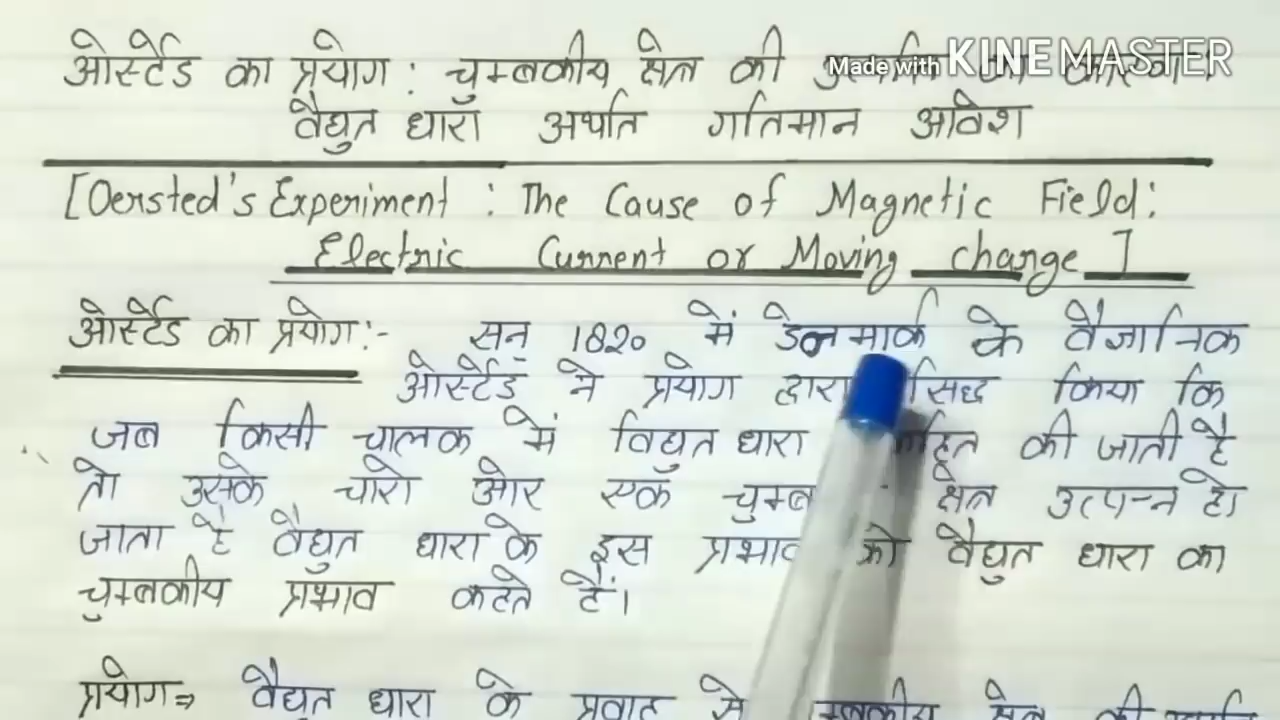 ओर्स्टेड का प्रयोग : चुम्बकीय क्षेत्र की
Made with KINEMASTER
वैद्युत धारा अर्थात गतिमान आवेश
[Oersted's Experiment : The Cause of Magnetic Field:
Electric Current or Moving change]
ओर्स्टेड का प्रयोग:- सन् 1820 में डेनमार्क के वैज्ञानिक
ओर्स्टेड ने प्रयोग द्वारा सिद्ध किया कि
जब किसी चालक में विद्युत धारा की जाती है
तो उसके चारो ओर एक क्षेत्र उत्पन्न हो
जाता है वैद्युत धारा के इस प्रभाव को वैद्युत धारा का
चुम्बकीय प्रभाव कहते हैं।
प्रयोग⇒ वैद्युत धारा के प्रवाह से क्षेत्र की